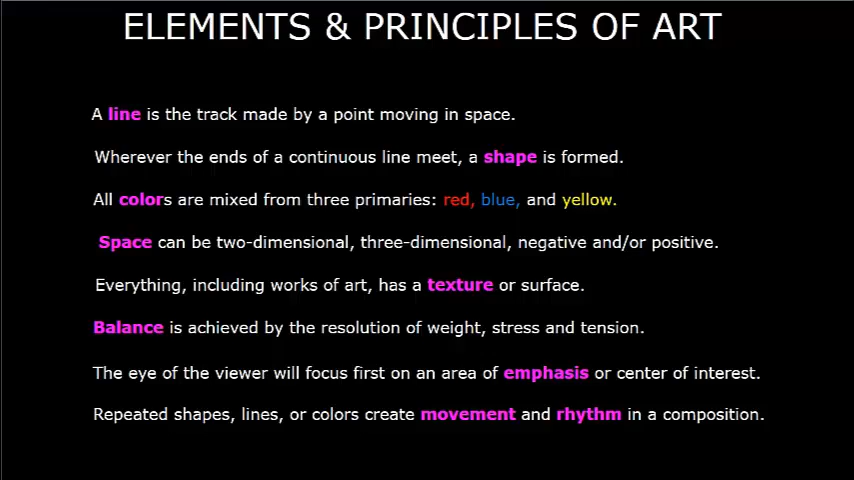 ELEMENTS & PRINCIPLES OF ART
A line is the track made by a point moving in space.
Wherever the ends of a continuous line meet, a shape is formed.
All colors are mixed from three primaries: red, blue, and yellow.
Space can be two-dimensional, three-dimensional, negative and/or positive.
Everything, including works of art, has a texture or surface.
Balance is achieved by the resolution of weight, stress and tension.
The eye of the viewer will focus first on an area of emphasis or center of interest.
Repeated shapes, lines, or colors create movement and rhythm in a composition.